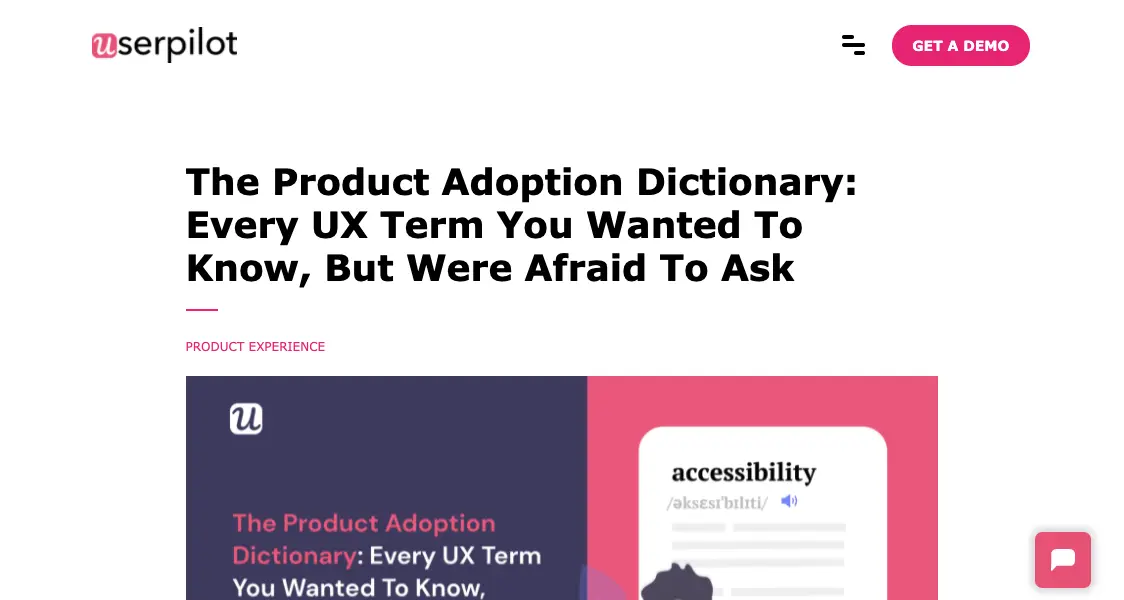 userpilot
GET A DEMO
The Product Adoption Dictionary:
Every UX Term You Wanted To
Know, But Were Afraid To Ask
PRODUCT EXPERIENCE
u
The Product Adoption
Dictionary: Every UX Term
You Wanted To Know,
accessibility
/əksɛsɪˈbɪlɪti/